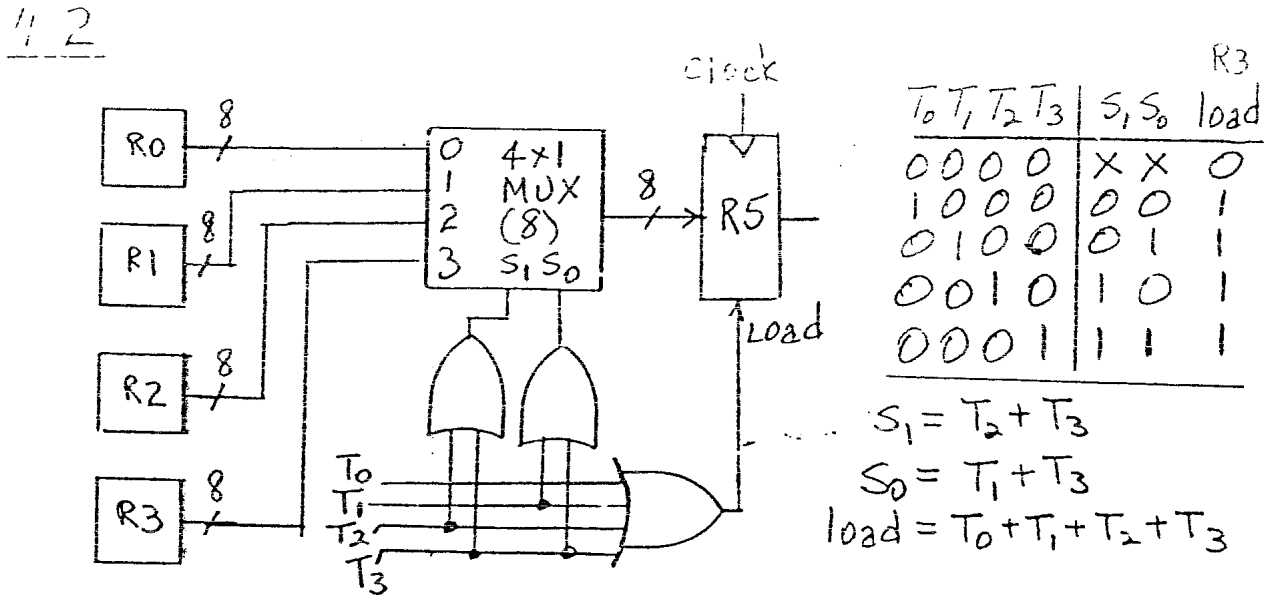 4 2
Clock
R0
8
0 4x1
1 MUX
2 (8)
3 S₁ S₀
R1
8
8
R5
R2
8
Load
R3
8
T₀
T₁
T₂
T₃
R3
T₀ T₁ T₂ T₃ S₁ S₀ load
0 0 0 0 X X 0
1 0 0 0 0 0 1
0 1 0 0 0 1 1
0 0 1 0 1 0 1
0 0 0 1 1 1 1
S₁ = T₂ + T₃
S₀ = T₁ + T₃
load = T₀ + T₁ + T₂ + T₃